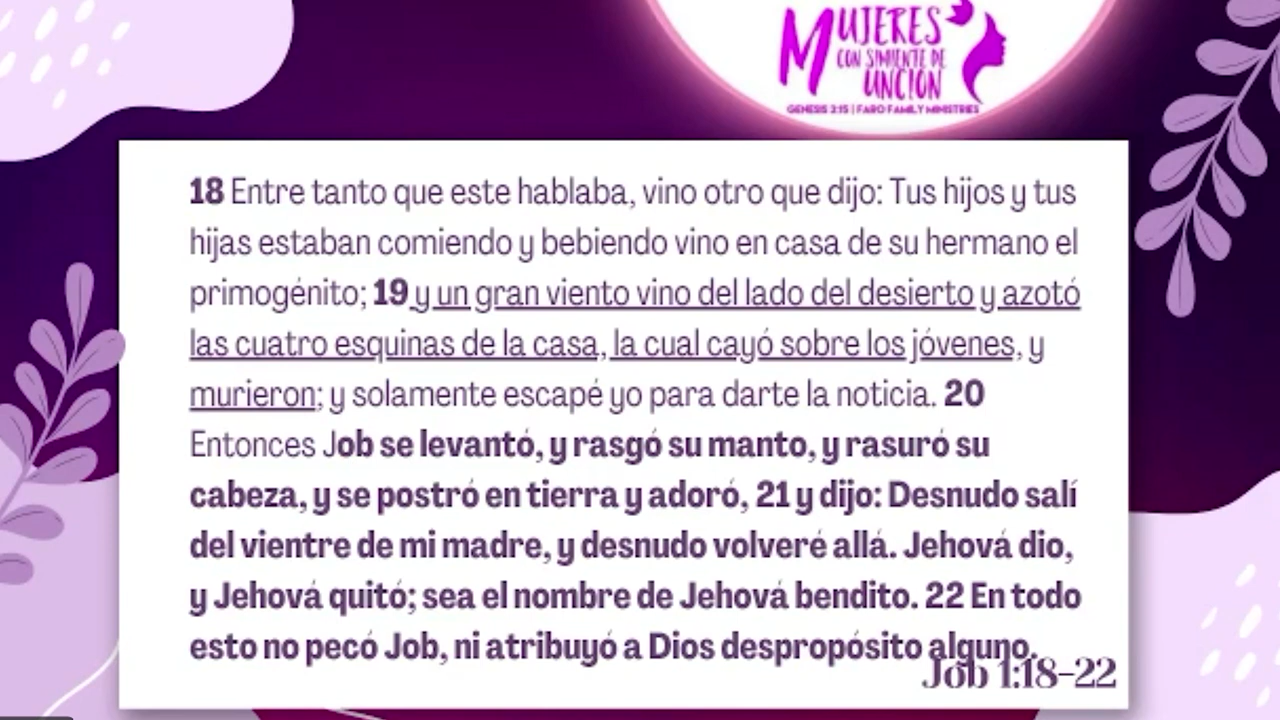 MUJERES
CON SIMIENTE DE
UNCION
GENESIS 3:15 | FARO FAMILY MINISTRIES
18 Entre tanto que este hablaba, vino otro que dijo: Tus hijos y tus
hijas estaban comiendo y bebiendo vino en casa de su hermano el
primogénito; 19 y un gran viento vino del lado del desierto y azotó
las cuatro esquinas de la casa, la cual cayó sobre los jóvenes, y
murieron; y solamente escapé yo para darte la noticia. 20
Entonces Job se levantó, y rasgó su manto, y rasuró su
cabeza, y se postró en tierra y adoró, 21 y dijo: Desnudo salí
del vientre de mi madre, y desnudo volveré allá. Jehová dio,
y Jehová quitó; sea el nombre de Jehová bendito. 22 En todo
esto no pecó Job, ni atribuyó a Dios despropósito alguno.
Job 1:18-22